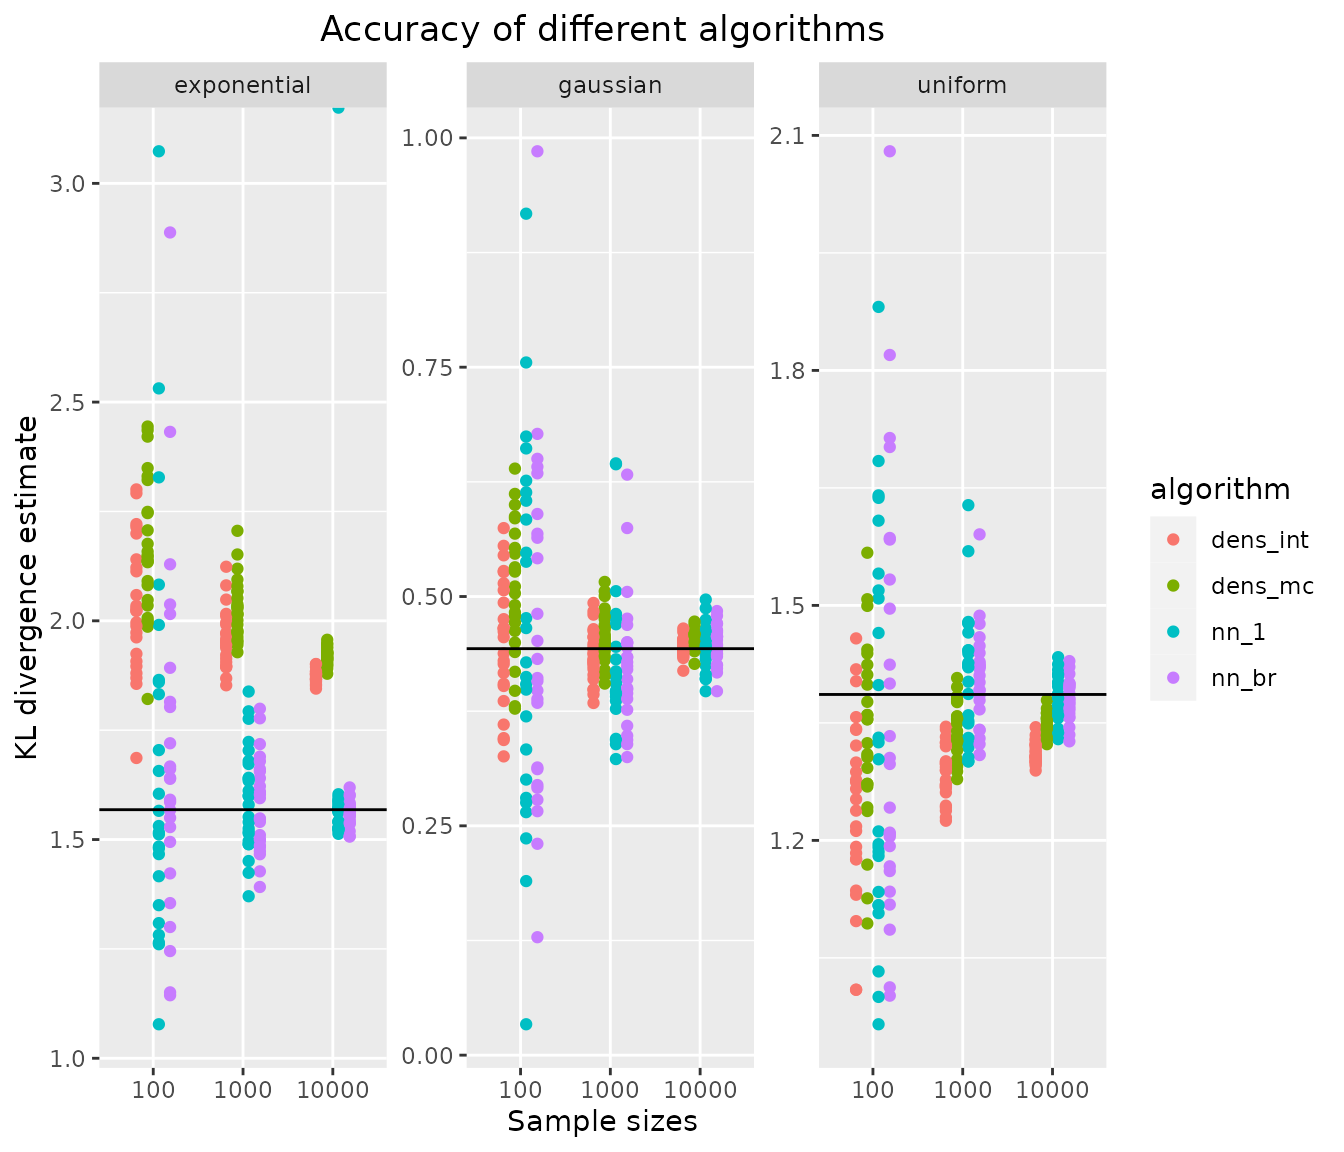 Accuracy of different algorithms
exponential
gaussian
uniform
KL divergence estimate
3.0
2.5
2.0
1.5
1.0
1.00
0.75
0.50
0.25
0.00
2.1
1.8
1.5
1.2
100 1000 10000
100 1000 10000
100 1000 10000
Sample sizes
algorithm
dens_int
dens_mc
nn_1
nn_br